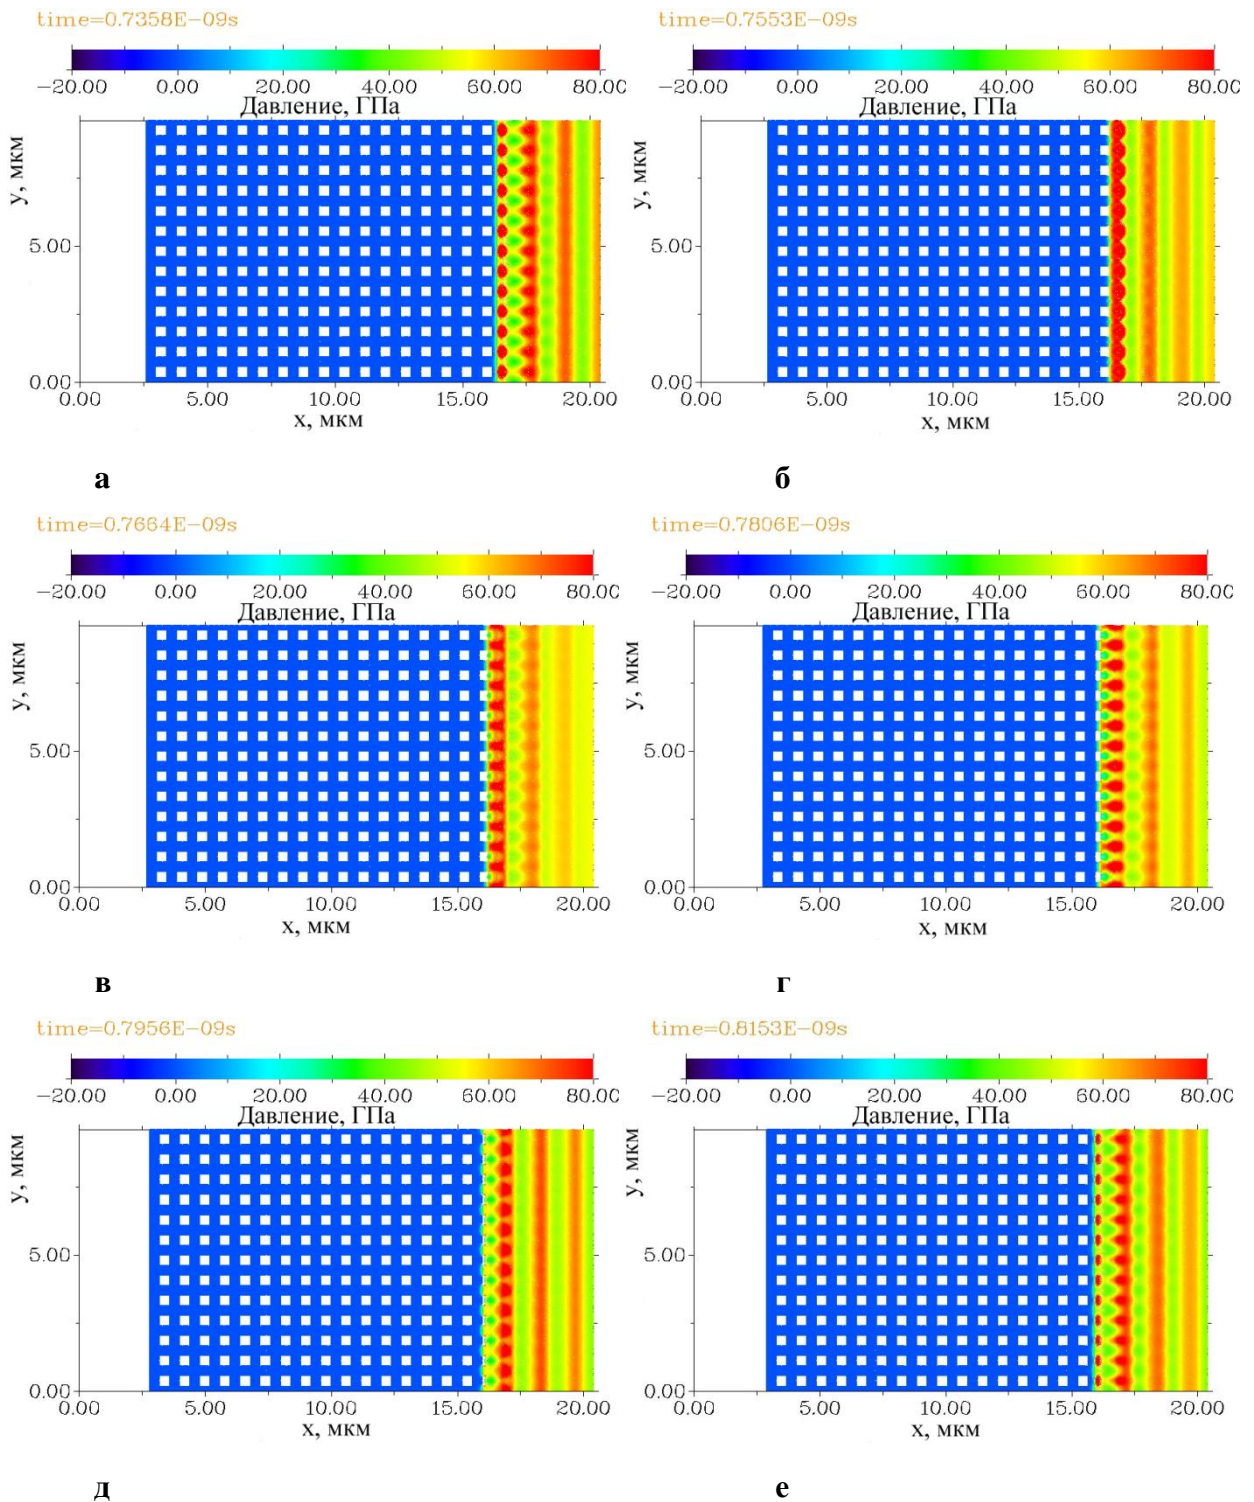 time=0.7358E-09s
-20.00 0.00 20.00 40.00 60.00 80.00
Давление, ГПа
y, мкм
5.00
0.00
0.00 5.00 10.00 15.00 20.00
x, мкм
а
time=0.7553E-09s
-20.00 0.00 20.00 40.00 60.00 80.00
Давление, ГПа
y, мкм
5.00
0.00
0.00 5.00 10.00 15.00 20.00
x, мкм
б
time=0.7664E-09s
-20.00 0.00 20.00 40.00 60.00 80.00
Давление, ГПа
y, мкм
5.00
0.00
0.00 5.00 10.00 15.00 20.00
x, мкм
в
time=0.7806E-09s
-20.00 0.00 20.00 40.00 60.00 80.00
Давление, ГПа
y, мкм
5.00
0.00
0.00 5.00 10.00 15.00 20.00
x, мкм
г
time=0.7956E-09s
-20.00 0.00 20.00 40.00 60.00 80.00
Давление, ГПа
y, мкм
5.00
0.00
0.00 5.00 10.00 15.00 20.00
x, мкм
д
time=0.8153E-09s
-20.00 0.00 20.00 40.00 60.00 80.00
Давление, ГПа
y, мкм
5.00
0.00
0.00 5.00 10.00 15.00 20.00
x, мкм
е